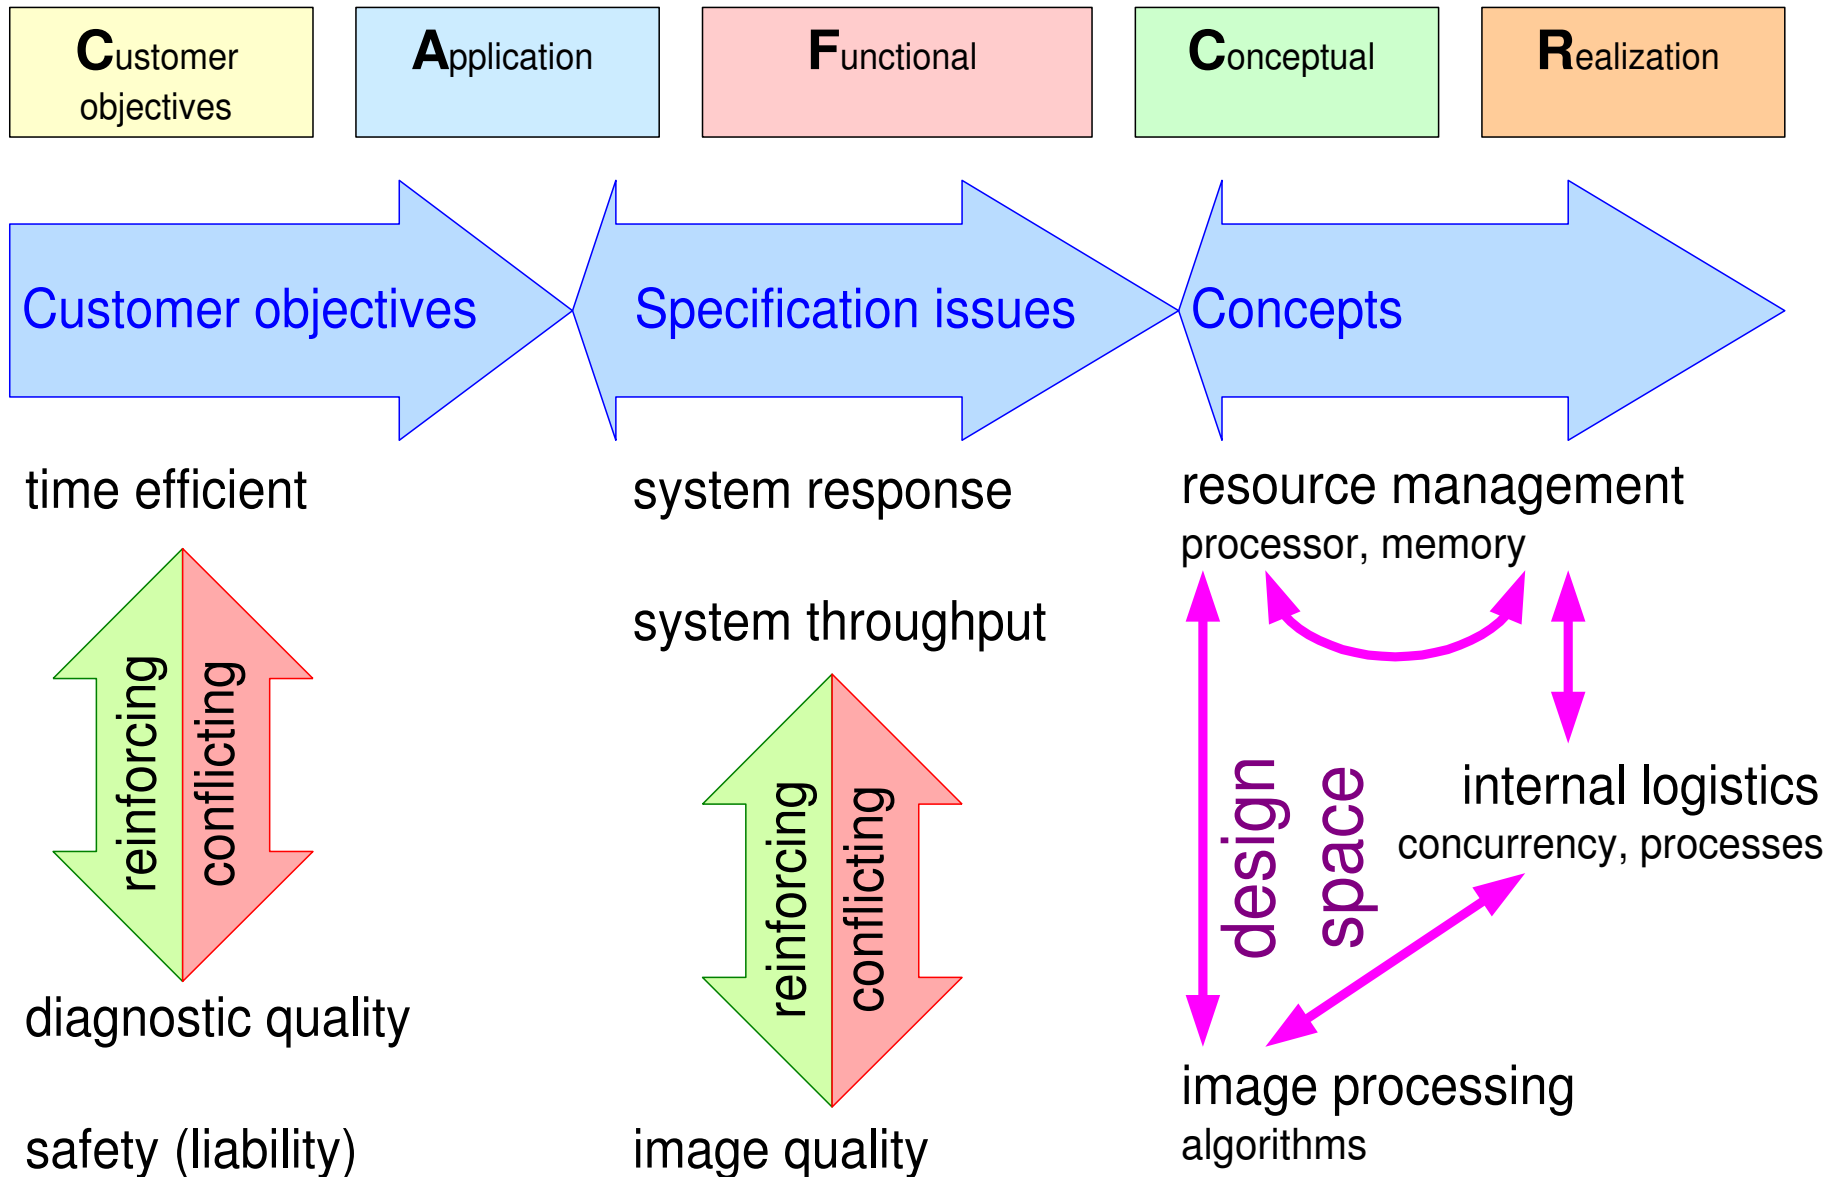 Customer
objectives
Application
Functional
Conceptual
Realization
Customer objectives
Specification issues
Concepts
time efficient
reinforcing
conflicting
diagnostic quality
safety (liability)
system response
system throughput
reinforcing
conflicting
image quality
resource management
processor, memory
design
space
internal logistics
concurrency, processes
image processing
algorithms